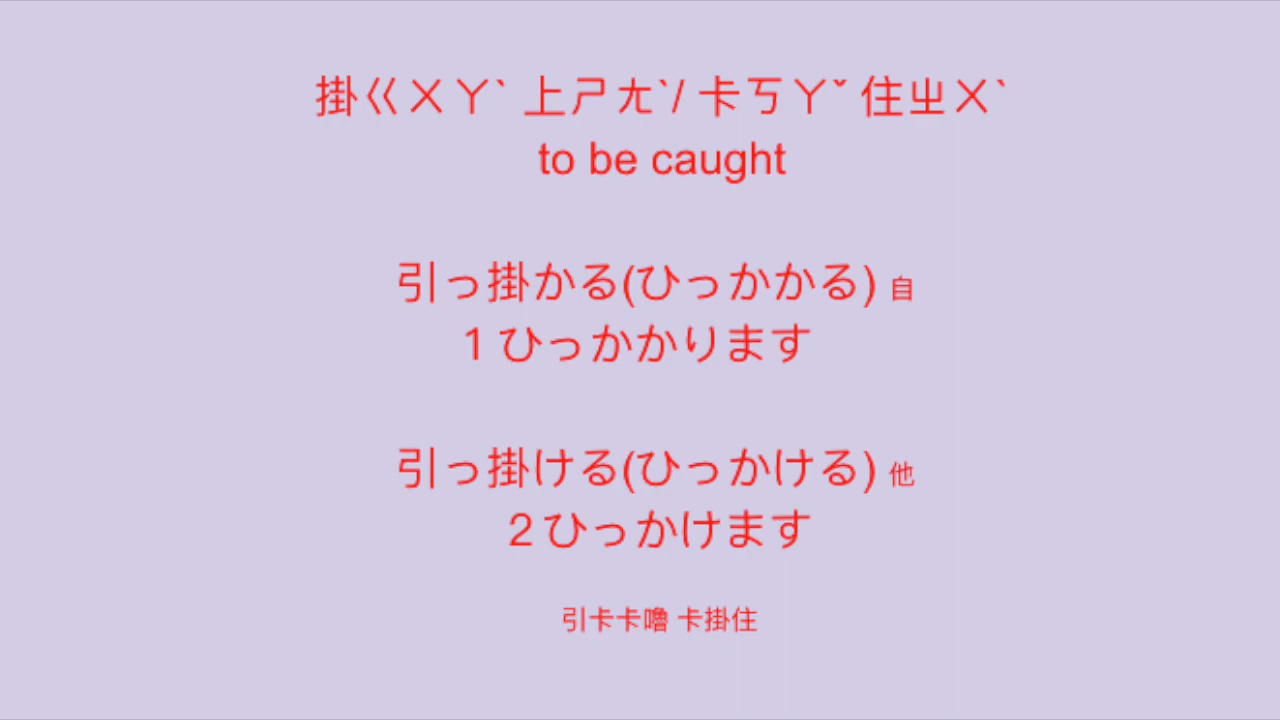 掛ㄍㄨㄚˋ 上ㄕㄤˋ/ 卡ㄎㄚˇ 住ㄓㄨˋ
to be caught
引っ掛かる(ひっかかる) 自
1 ひっかかります
引っ掛ける(ひっかける) 他
2 ひっかけます
引卡卡嚕 卡掛住